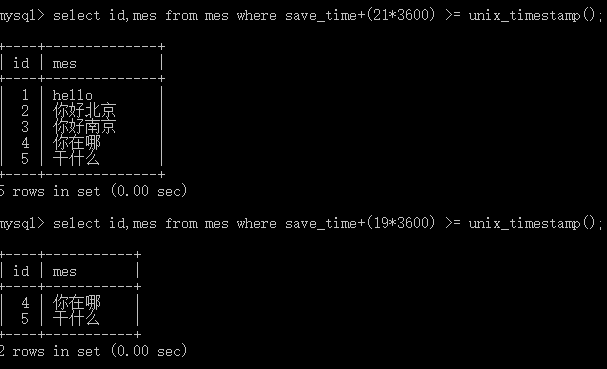 mysql> select id,mes from mes where save_time+(21*3600) >= unix_timestamp();
+----+-------------+
| id | mes         |
+----+-------------+
|  1 | hello       |
|  2 | 你好北京    |
|  3 | 你好南京    |
|  4 | 你在哪      |
|  5 | 干什么      |
+----+-------------+
5 rows in set (0.00 sec)
mysql> select id,mes from mes where save_time+(19*3600) >= unix_timestamp();
+----+-----------+
| id | mes       |
+----+-----------+
|  4 | 你在哪    |
|  5 | 干什么    |
+----+-----------+
2 rows in set (0.00 sec)